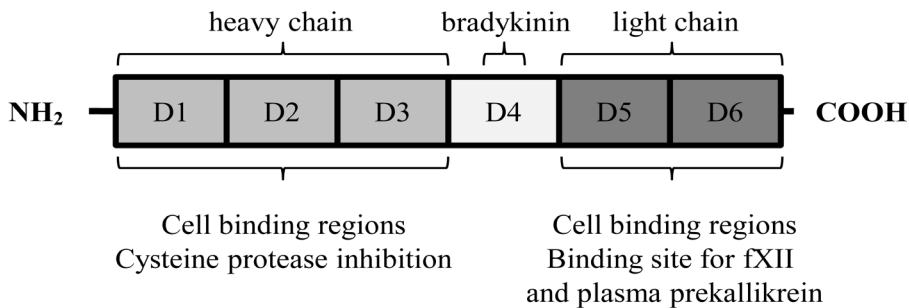 heavy chain bradykinin light chain
NH₂ D1 D2 D3 D4 D5 D6 COOH
Cell binding regions
Cysteine protease inhibition
Cell binding regions
Binding site for fXII
and plasma prekallikrein